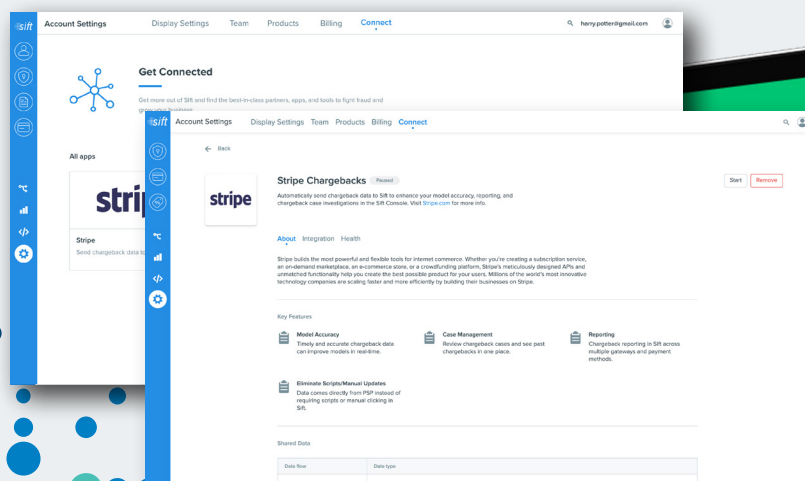 sift Account Settings Display Settings Team Products Billing Connect harry.potter@gmail.com
Get Connected
Get more out of Sift and find the best-in-class partners, apps, and tools to fight fraud and
grow your business.
All apps
stri
Stripe
Send chargeback data to
sift Account Settings Display Settings Team Products Billing Connect
← Back
stripe
Stripe Chargebacks Paused Start Remove
Automatically send chargeback data to Sift to enhance your model accuracy, reporting, and
chargeback case investigations in the Sift Console. Visit Stripe.com for more info.
About Integration Health
Stripe builds the most powerful and flexible tools for internet commerce. Whether you're creating a subscription service,
an on-demand marketplace, an e-commerce store, or a crowdfunding platform, Stripe's meticulously designed APIs and
unmatched functionality help you create the best possible product for your users. Millions of the world's most innovative
technology companies are scaling faster and more efficiently by building their businesses on Stripe.
Key Features
Model Accuracy
Timely and accurate chargeback data
can improve models in real-time.
Case Management
Review chargeback cases and see past
chargebacks in one place.
Reporting
Chargeback reporting in Sift across
multiple gateways and payment
methods.
Eliminate Scripts/Manual Updates
Data comes directly from PSP instead of
requiring scripts or manual clicking in
Sift.
Shared Data
Data flow Data type